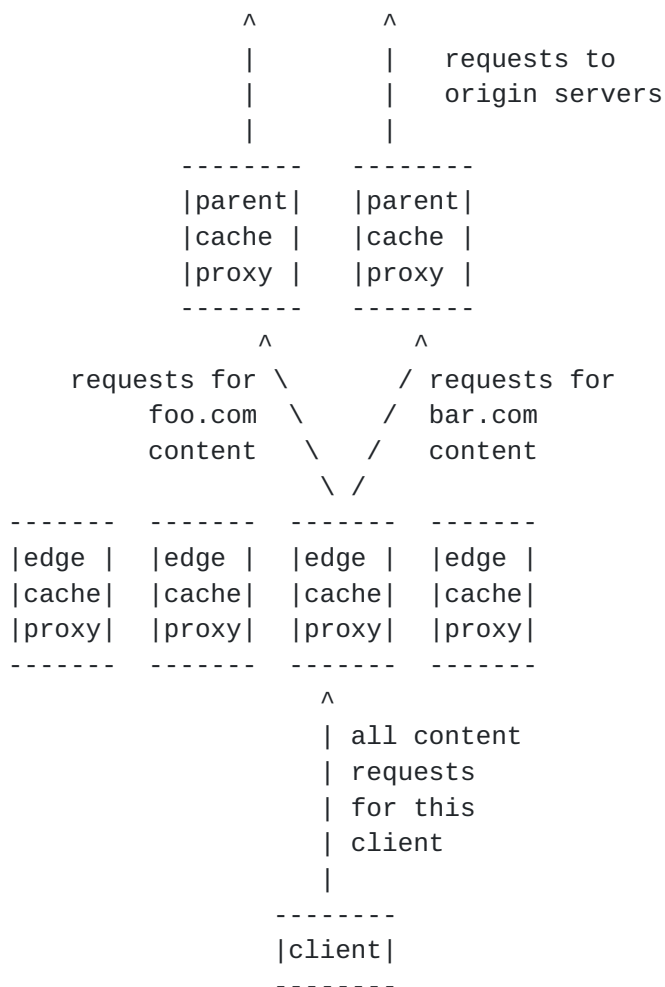 ^          ^
|          |   requests to
|          |   origin servers
|          |
--------   --------
|parent|   |parent|
|cache |   |cache |
|proxy |   |proxy |
--------   --------
^            ^
requests for \        / requests for
foo.com  \      /  bar.com
content   \    /   content
\ /
-------  -------  -------  -------
|edge |  |edge |  |edge |  |edge |
|cache|  |cache|  |cache|  |cache|
|proxy|  |proxy|  |proxy|  |proxy|
-------  -------  -------  -------
^
| all content
| requests
| for this
| client
|
--------
|client|
--------